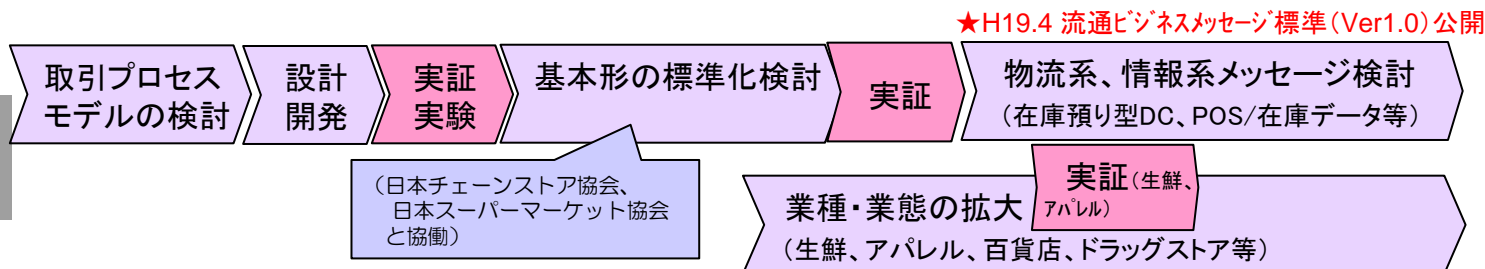 ★H19.4 流通ﾋﾞｼﾞﾈｽﾒｯｾｰｼﾞ標準（Ver1.0）公開
取引プロセス
モデルの検討
設計
開発
実証
実験
基本形の標準化検討
実証
物流系、情報系メッセージ検討
（在庫預り型DC、POS/在庫データ等）
（日本チェーンストア協会、
日本スーパーマーケット協会
と協働）
業種・業態の拡大
（生鮮、アパレル、百貨店、ドラッグストア等）
実証（生鮮、
ｱﾊﾟﾚﾙ）